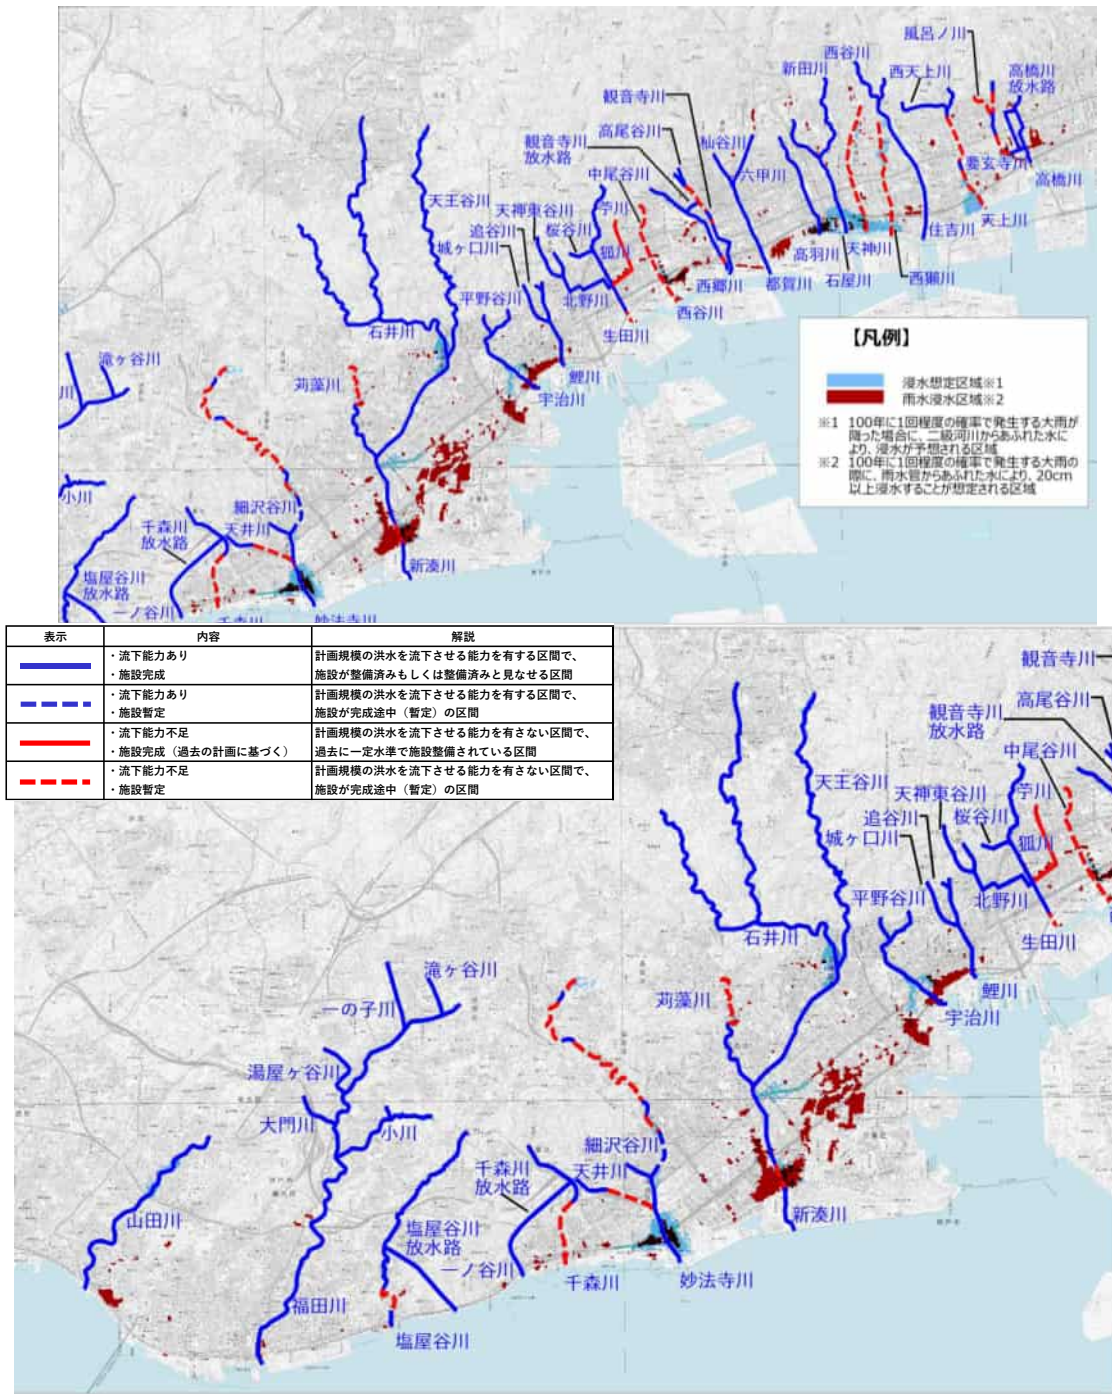 風呂ノ川
西谷川
新田川
西天上川
高橋川
放水路
観音寺川
高尾谷川
観音寺川
放水路
杣谷川
中尾谷川
六甲川
要玄寺川
高橋川
天王谷川
天神東谷川
苧川
追谷川
桜谷川
城ヶ口川
狐川
住吉川
天上川
高羽川
天神川
西郷川
都賀川
石屋川
西獺川
平野谷川
北野川
西谷川
生田川
石井川
滝ヶ谷川
苅藻川
鯉川
宇治川
川
小川
細沢谷川
千森川
放水路
天井川
塩屋谷川
放水路
新湊川
一ノ谷川
千森川
妙法寺川
【凡例】
浸水想定区域※1
雨水浸水区域※2
※1 100年に1回程度の確率で発生する大雨が
降った場合に、二級河川からあふれた水に
より、浸水が予想される区域
※2 100年に1回程度の確率で発生する大雨の
際に、雨水管からあふれた水により、20cm
以上浸水することが想定される区域
表示 内容 解説
・流下能力あり 計画規模の洪水を流下させる能力を有する区間で、
・施設完成 施設が整備済みもしくは整備済みと見なせる区間
・流下能力あり 計画規模の洪水を流下させる能力を有する区間で、
・施設暫定 施設が完成途中（暫定）の区間
・流下能力不足 計画規模の洪水を流下させる能力を有さない区間で、
・施設完成（過去の計画に基づく） 過去に一定水準で施設整備されている区間
・流下能力不足 計画規模の洪水を流下させる能力を有さない区間で、
・施設暫定 施設が完成途中（暫定）の区間
観音寺川
高尾谷川
観音寺川
放水路
中尾谷川
天王谷川
天神東谷川
苧川
追谷川
桜谷川
城ヶ口川
狐川
平野谷川
北野川
石井川
生田川
滝ヶ谷川
苅藻川
鯉川
一の子川
宇治川
湯屋ヶ谷川
大門川
小川
細沢谷川
千森川
放水路
天井川
山田川
塩屋谷川
放水路
新湊川
一ノ谷川
千森川
妙法寺川
福田川
塩屋谷川